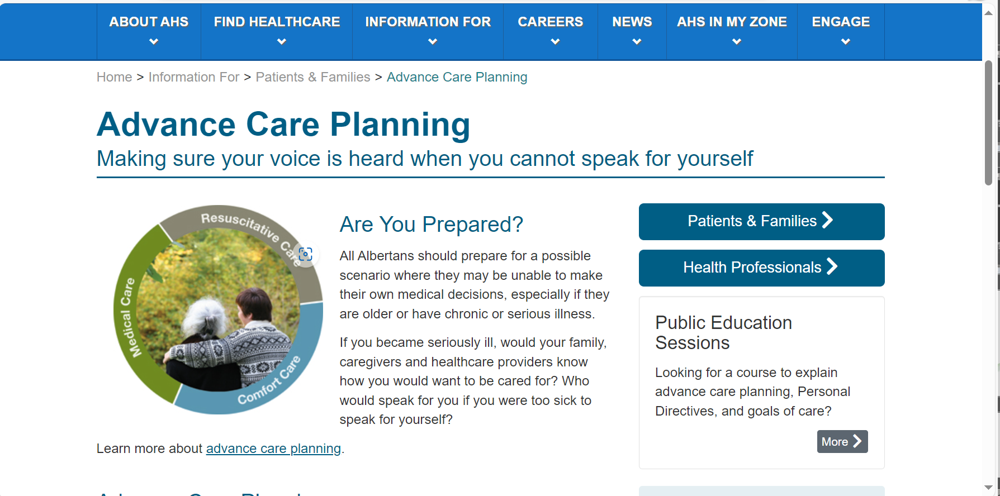 ABOUT AHS
FIND HEALTHCARE
INFORMATION FOR
CAREERS
NEWS
AHS IN MY ZONE
ENGAGE
Home > Information For > Patients & Families > Advance Care Planning
Advance Care Planning
Making sure your voice is heard when you cannot speak for yourself
Resuscitative Care
Medical Care
Comfort Care
Are You Prepared?
All Albertans should prepare for a possible
scenario where they may be unable to make
their own medical decisions, especially if they
are older or have chronic or serious illness.
If you became seriously ill, would your family,
caregivers and healthcare providers know
how you would want to be cared for? Who
would speak for you if you were too sick to
speak for yourself?
Learn more about advance care planning.
Patients & Families
Health Professionals
Public Education
Sessions
Looking for a course to explain
advance care planning, Personal
Directives, and goals of care?
More